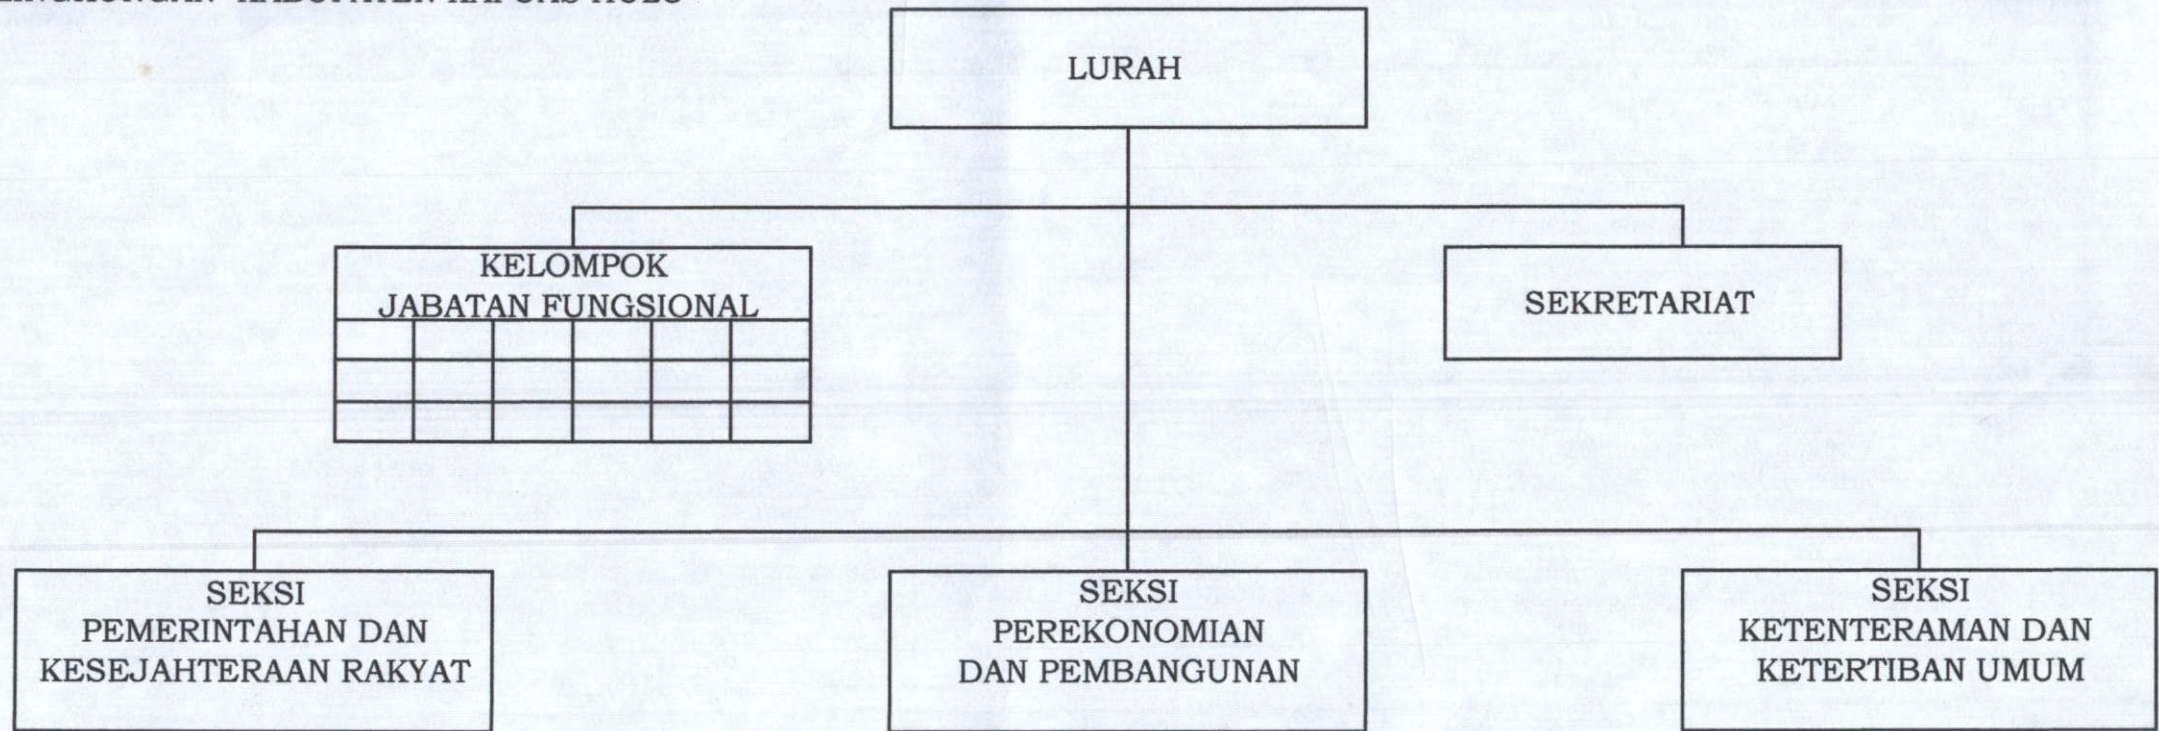 LURAH
KELOMPOK
JABATAN FUNGSIONAL
SEKRETARIAT
SEKSI
PEMERINTAHAN DAN
KESEJAHTERAAN RAKYAT
SEKSI
PEREKONOMIAN
DAN PEMBANGUNAN
SEKSI
KETENTERAMAN DAN
KETERTIBAN UMUM